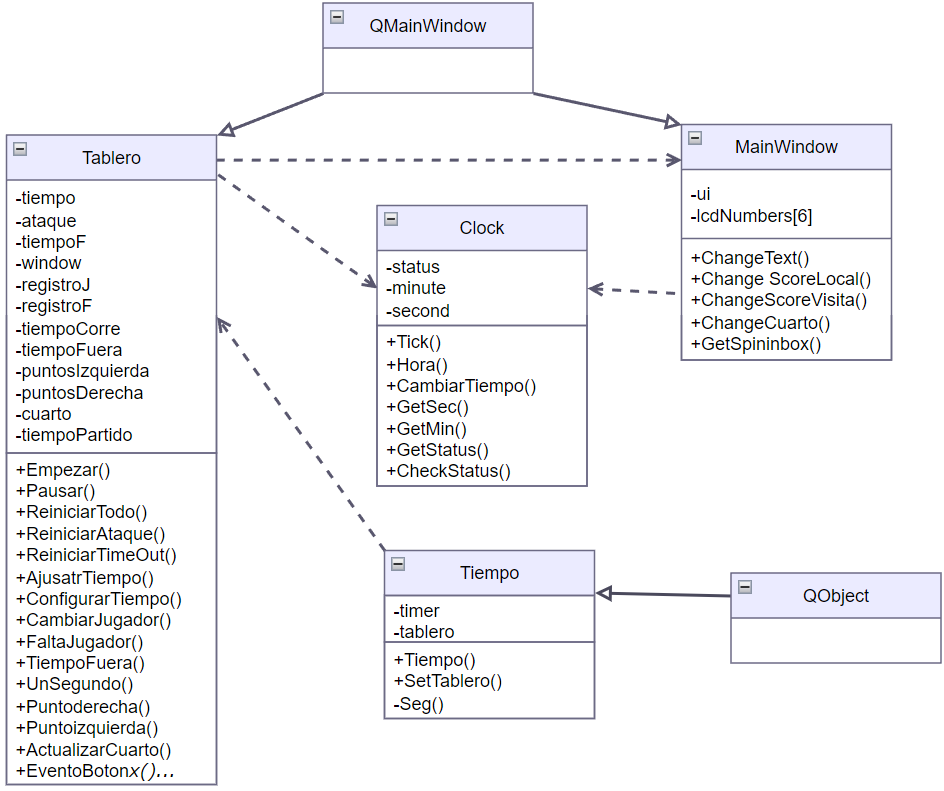 QMainWindow
Tablero
-tiempo
-ataque
-tiempoF
-window
-registroJ
-registroF
-tiempoCorre
-tiempoFuera
-puntosIzquierda
-puntosDerecha
-cuarto
-tiempoPartido
+Empezar()
+Pausar()
+ReiniciarTodo()
+ReiniciarAtaque()
+ReiniciarTimeOut()
+AjusatrTiempo()
+ConfigurarTiempo()
+CambiarJugador()
+FaltaJugador()
+TiempoFuera()
+UnSegundo()
+Puntoderecha()
+Puntoizquierda()
+ActualizarCuarto()
+EventoBotonx()...
Clock
-status
-minute
-second
+Tick()
+Hora()
+CambiarTiempo()
+GetSec()
+GetMin()
+GetStatus()
+CheckStatus()
MainWindow
-ui
-lcdNumbers[6]
+ChangeText()
+Change ScoreLocal()
+ChangeScoreVisita()
+ChangeCuarto()
+GetSpininbox()
Tiempo
-timer
-tablero
+Tiempo()
+SetTablero()
-Seg()
QObject